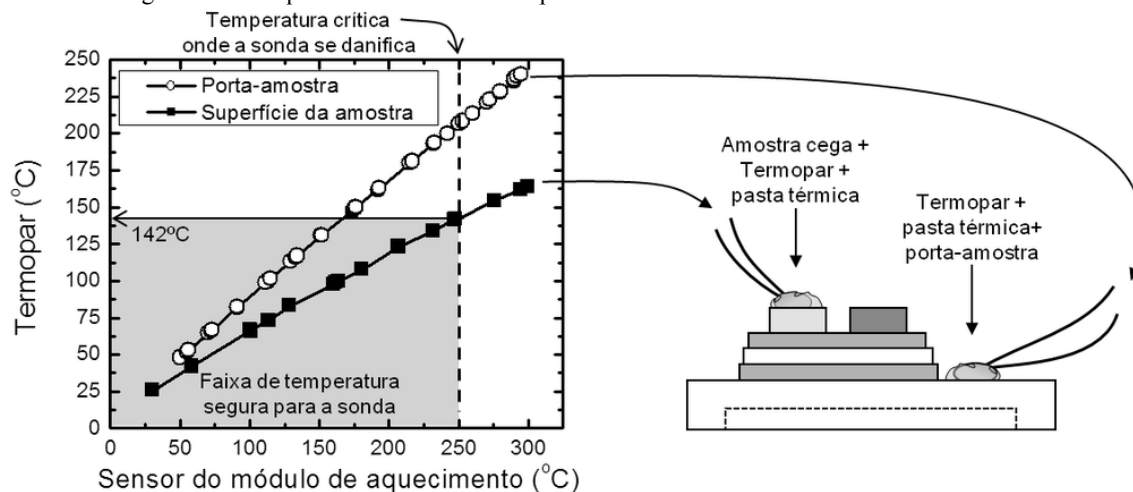 Temperatura crítica
onde a sonda se danifica
250
225
200
175
150
125
100
75
50
25
0
Termopar (°C)
Porta-amostra
Superfície da amostra
142ºC
Faixa de temperatura
segura para a sonda
0 50 100 150 200 250 300
Sensor do módulo de aquecimento (°C)
Amostra cega +
Termopar +
pasta térmica
Termopar +
pasta térmica+
porta-amostra